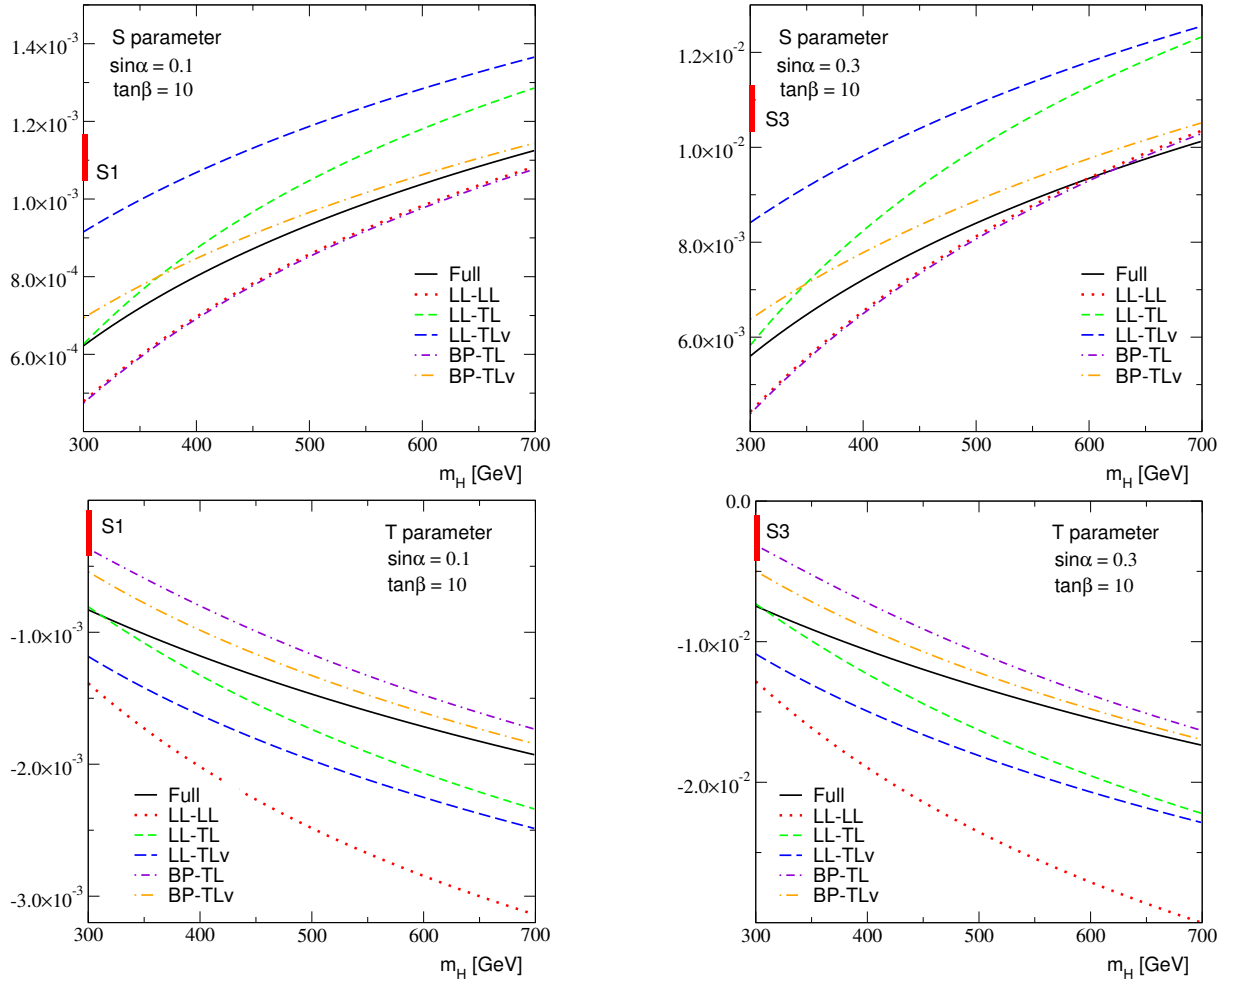 S parameter
sinα = 0.1
tanβ = 10
1.4×10⁻³
1.2×10⁻³
1.0×10⁻³
8.0×10⁻⁴
6.0×10⁻⁴
S1
Full
LL-LL
LL-TL
LL-TLv
BP-TL
BP-TLv
300 400 500 600 700
m_H [GeV]
S parameter
sinα = 0.3
tanβ = 10
1.2×10⁻²
1.0×10⁻²
8.0×10⁻³
6.0×10⁻³
S3
Full
LL-LL
LL-TL
LL-TLv
BP-TL
BP-TLv
300 400 500 600 700
m_H [GeV]
S1
T parameter
sinα = 0.1
tanβ = 10
-1.0×10⁻³
-2.0×10⁻³
-3.0×10⁻³
Full
LL-LL
LL-TL
LL-TLv
BP-TL
BP-TLv
300 400 500 600 700
m_H [GeV]
0.0
S3
T parameter
sinα = 0.3
tanβ = 10
-1.0×10⁻²
-2.0×10⁻²
Full
LL-LL
LL-TL
LL-TLv
BP-TL
BP-TLv
300 400 500 600 700
m_H [GeV]